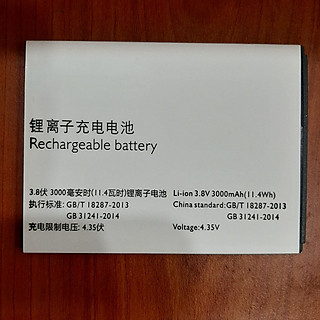 锂离子充电电池
Rechargeable battery
3.8伏 3000毫安时(11.4瓦时)锂离子电池
执行标准: GB/T 18287-2013
GB 31241-2014
充电限制电压: 4.35伏
Li-ion 3.8V 3000mAh(11.4Wh)
China standard: GB/T 18287-2013
GB 31241-2014
Voltage: 4.35V